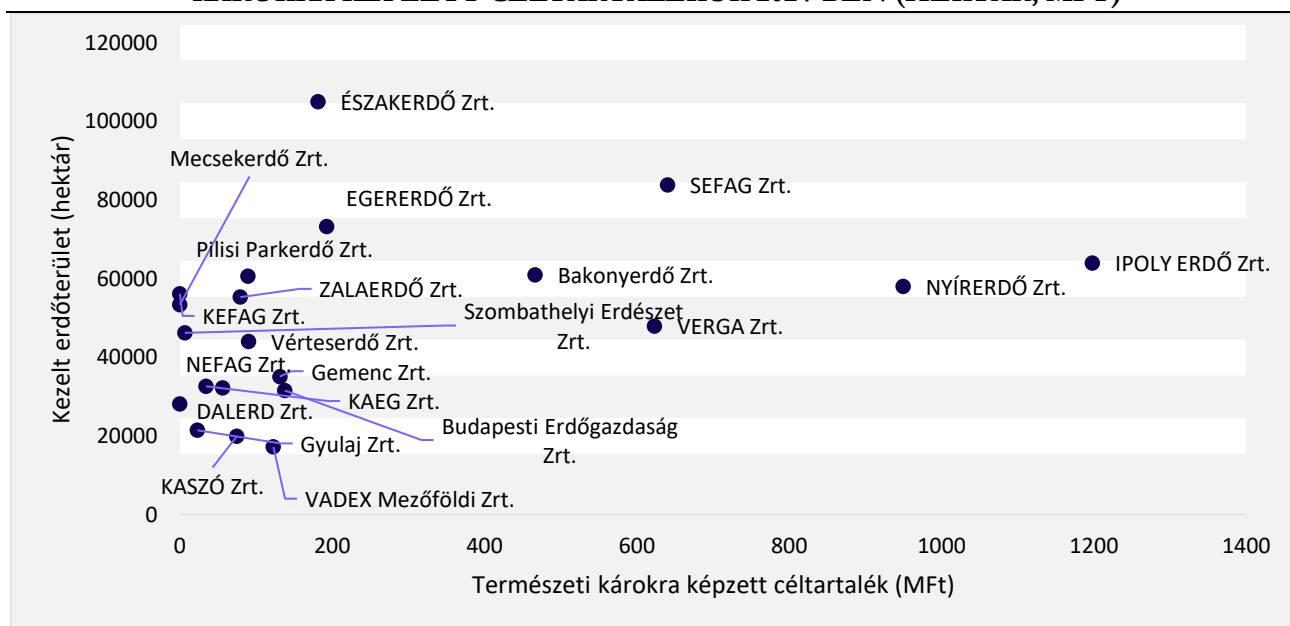 120000
ÉSZAKERDŐ Zrt.
100000
Mecsekerdő Zrt.
SEFAG Zrt.
80000
EGERERDŐ Zrt.
Pilisi Parkerdő Zrt.
60000
Bakonyerdő Zrt.
IPOLY ERDŐ Zrt.
ZALAERDŐ Zrt.
NYÍRERDŐ Zrt.
KEFAG Zrt.
Szombathelyi Erdészet
Zrt.
VERGA Zrt.
Vérteserdő Zrt.
40000
NEFAG Zrt.
Gemenc Zrt.
KAEG Zrt.
DALERD Zrt.
Budapesti Erdőgazdaság
Zrt.
20000
Gyulaj Zrt.
KASZÓ Zrt.
VADEX Mezőföldi Zrt.
0
Kezelt erdőterület (hektár)
0 200 400 600 800 1000 1200 1400
Természeti károkra képzett céltartalék (MFt)